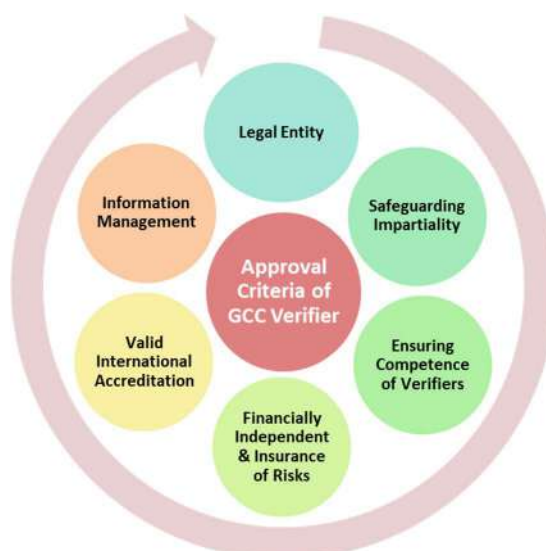 Legal Entity
Safeguarding
Impartiality
Ensuring
Competence
of Verifiers
Financially
Independent
& Insurance
of Risks
Valid
International
Accreditation
Information
Management
Approval
Criteria of
GCC Verifier